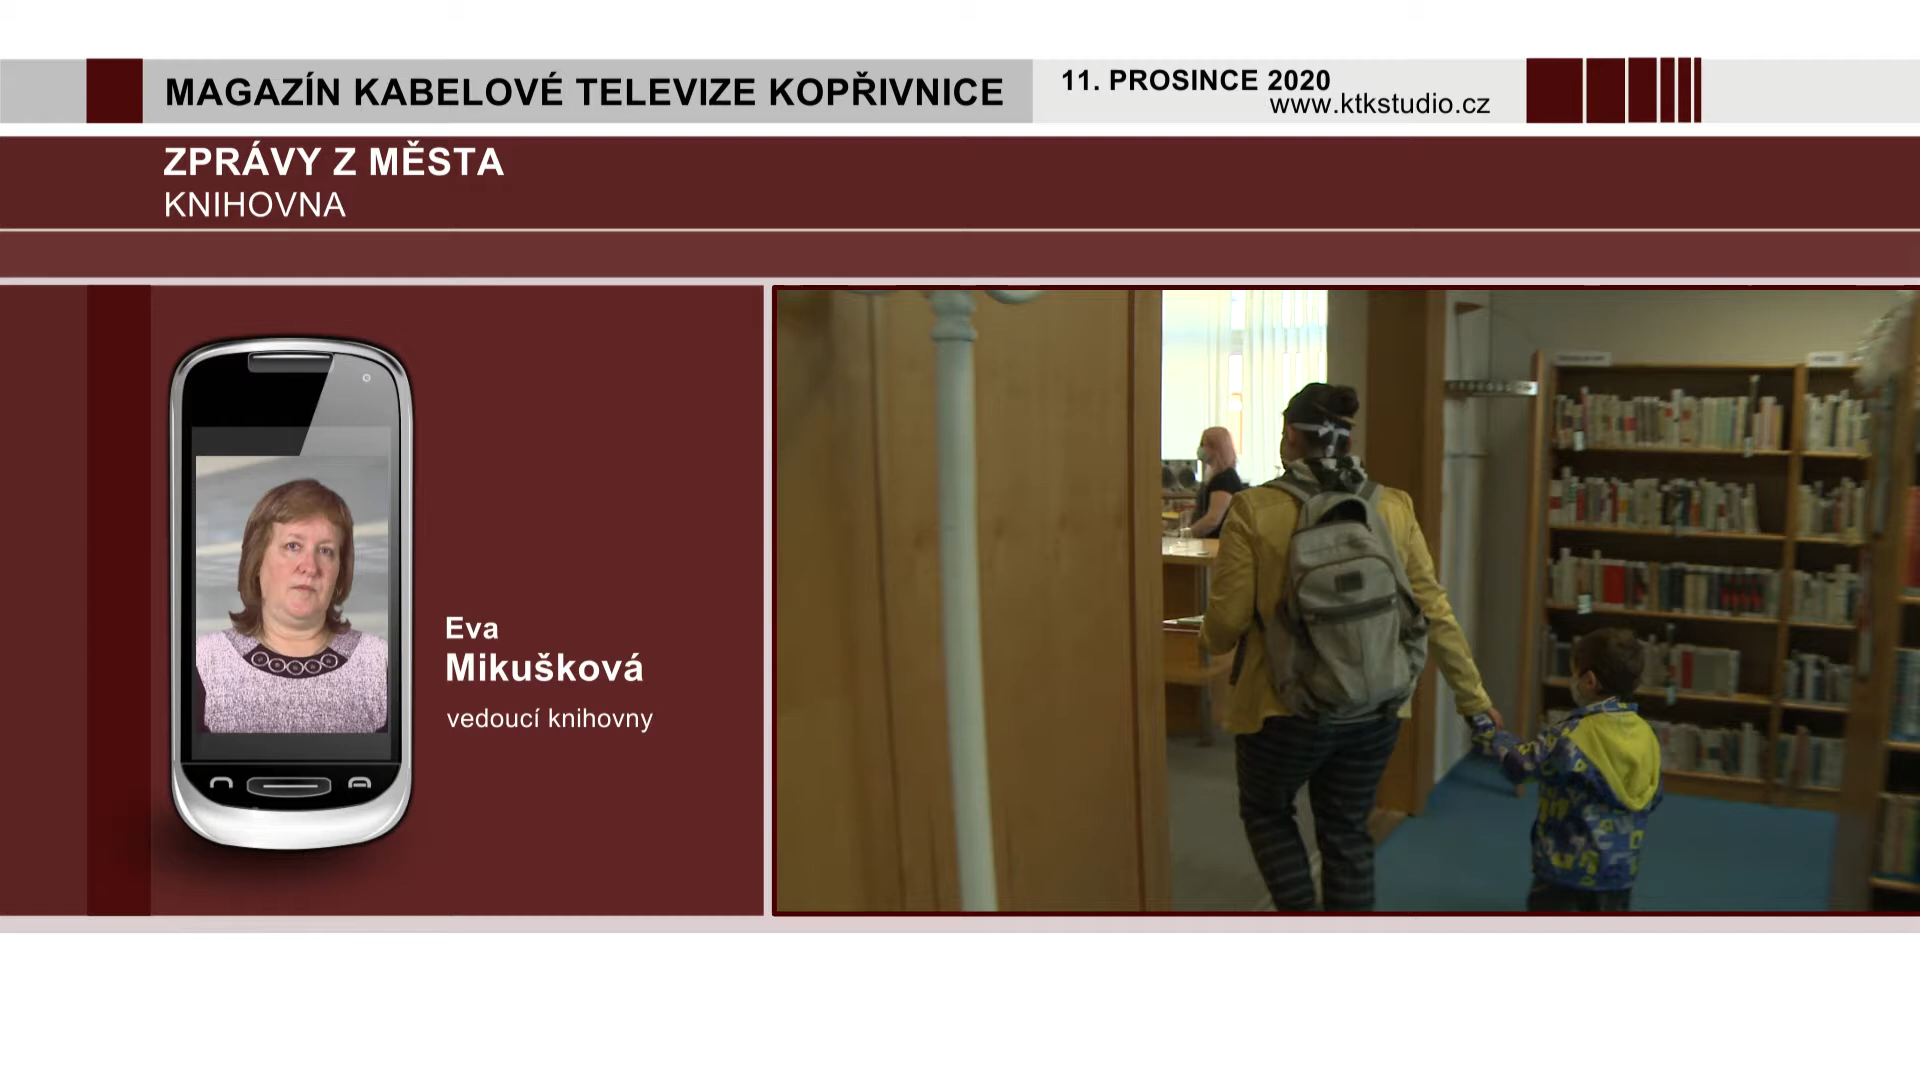 MAGAZÍN KABELOVÉ TELEVIZE KOPŘIVNICE
11. PROSINCE 2020
www.ktkstudio.cz
ZPRÁVY Z MĚSTA
KNIHOVNA
Eva
Mikušková
vedoucí knihovny